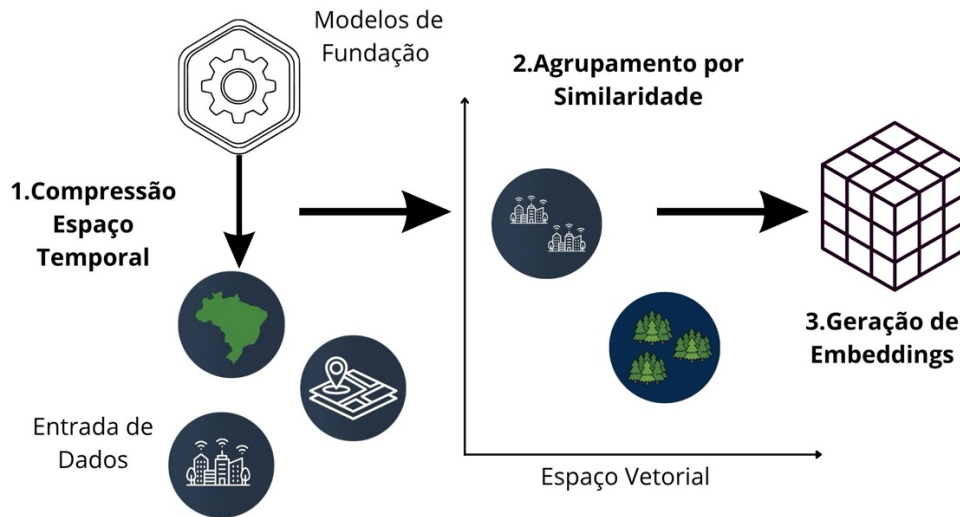 Modelos de
Fundação
1.Compressão
Espaço
Temporal
Entrada de
Dados
2.Agrupamento por
Similaridade
Espaço Vetorial
3.Geração de
Embeddings